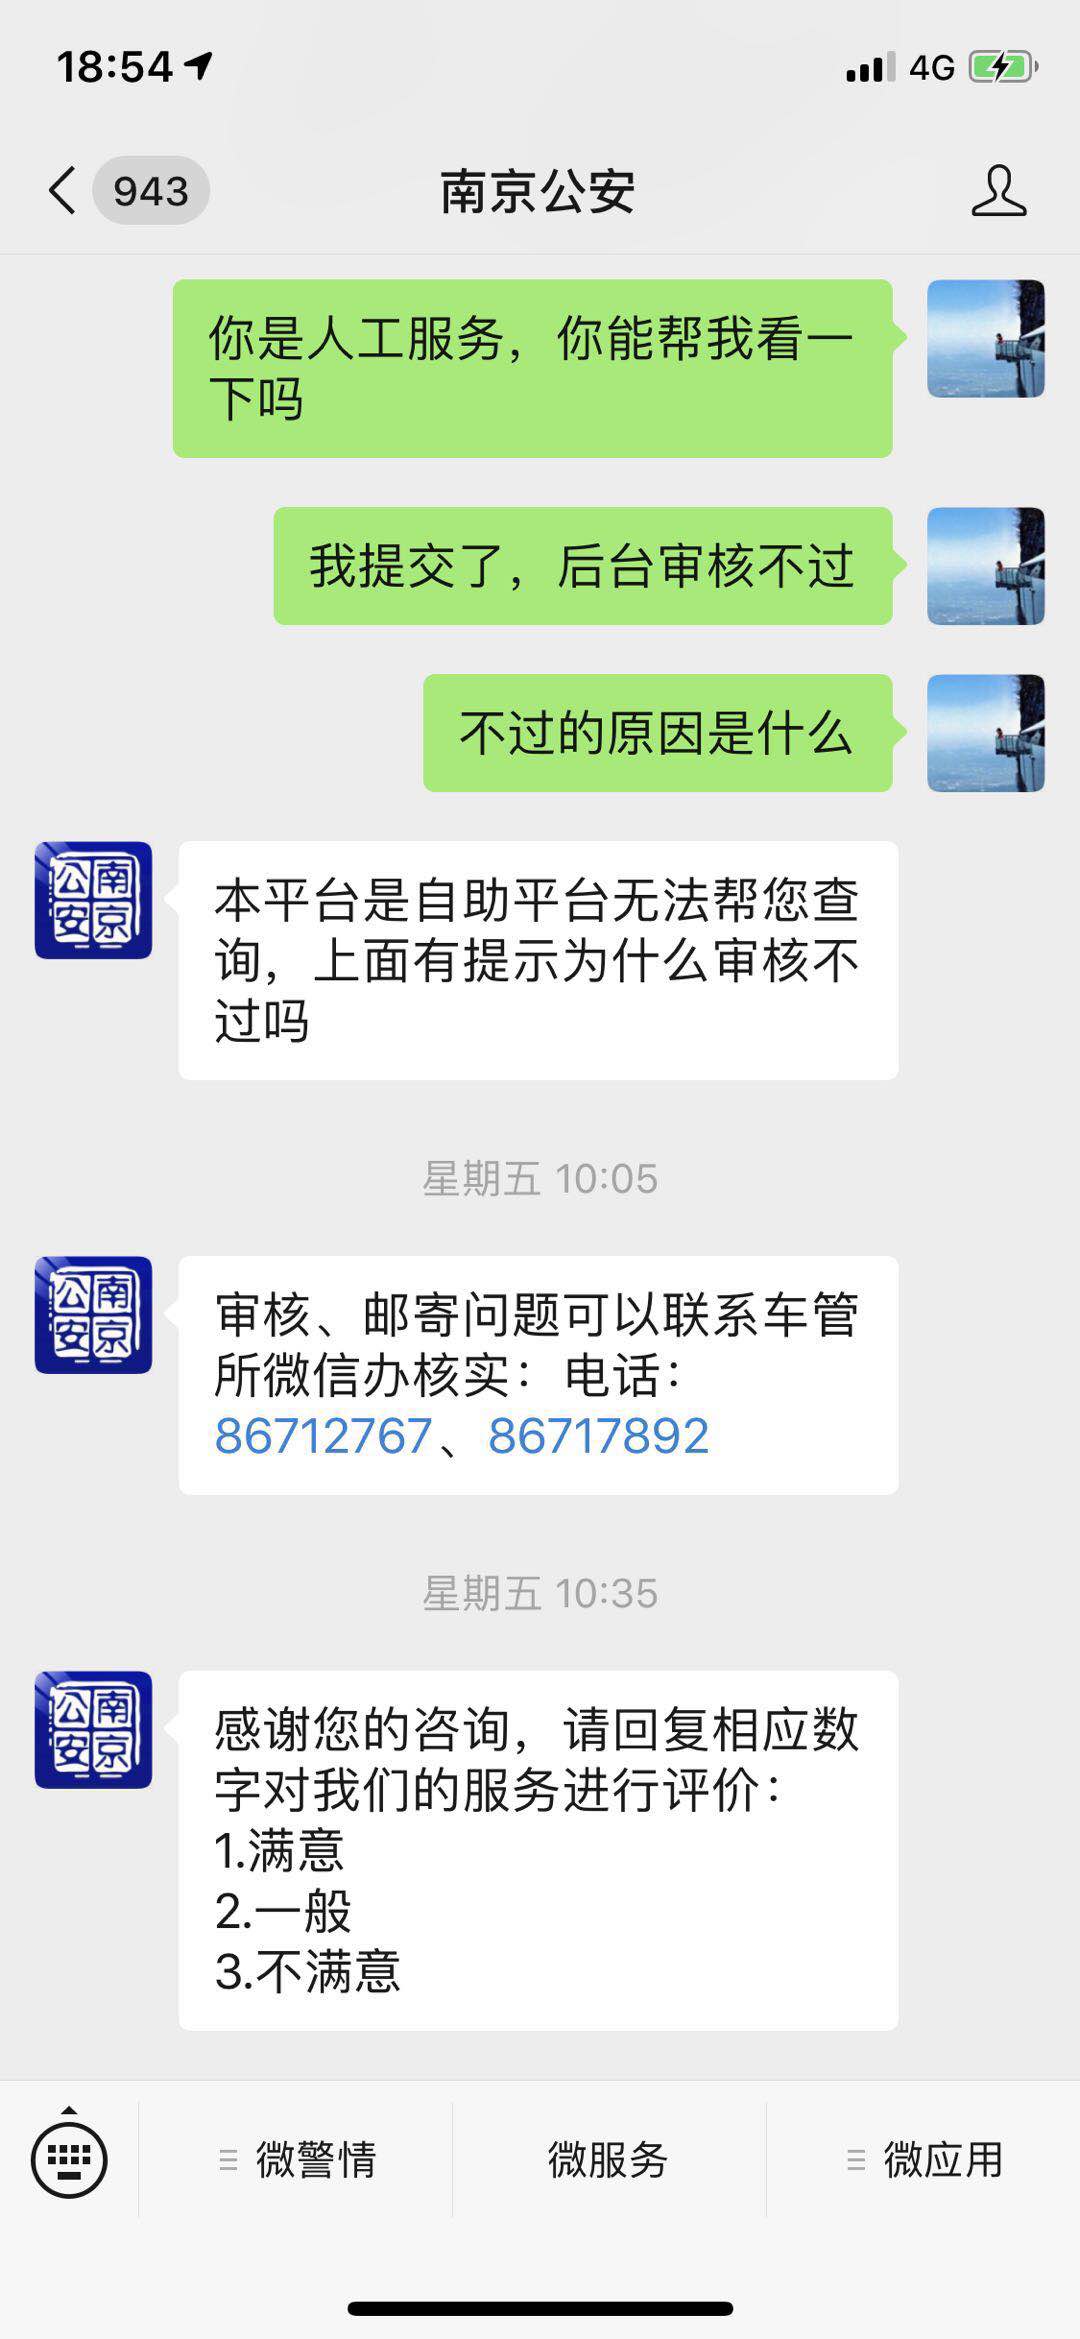 18:54
4G
943
南京公安
你是人工服务，你能帮我看一
下吗
我提交了，后台审核不过
不过的原因是什么
公南
安京
本平台是自助平台无法帮您查
询，上面有提示为什么审核不
过吗
星期五 10:05
公南
安京
审核、邮寄问题可以联系车管
所微信办核实：电话：
86712767、86717892
星期五 10:35
公南
安京
感谢您的咨询，请回复相应数
字对我们的服务进行评价：
1.满意
2.一般
3.不满意
微警情
微服务
微应用